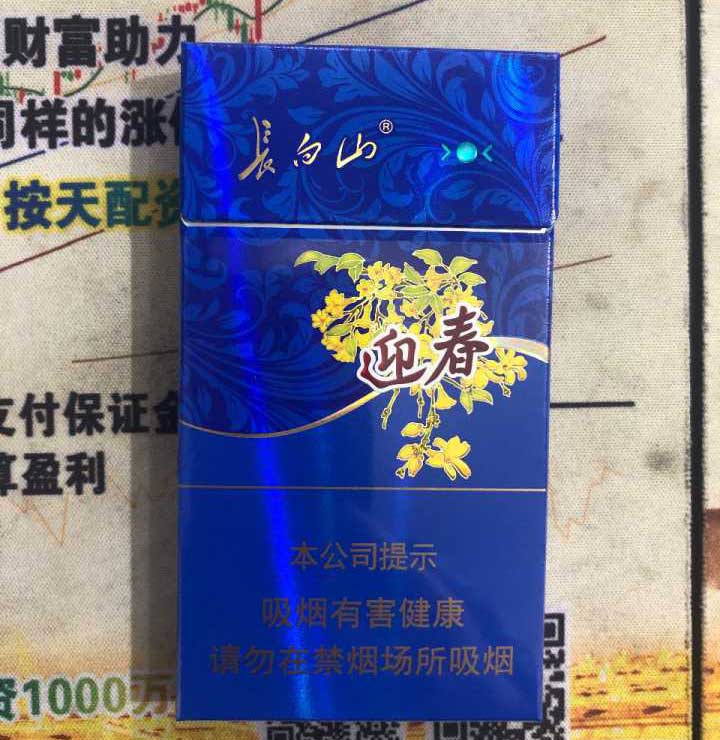 财富助力
同样的涨
按天配资
長白山®
迎春
支付保证金
算盈利
本公司提示
吸烟有害健康
请勿在禁烟场所吸烟
资1000万